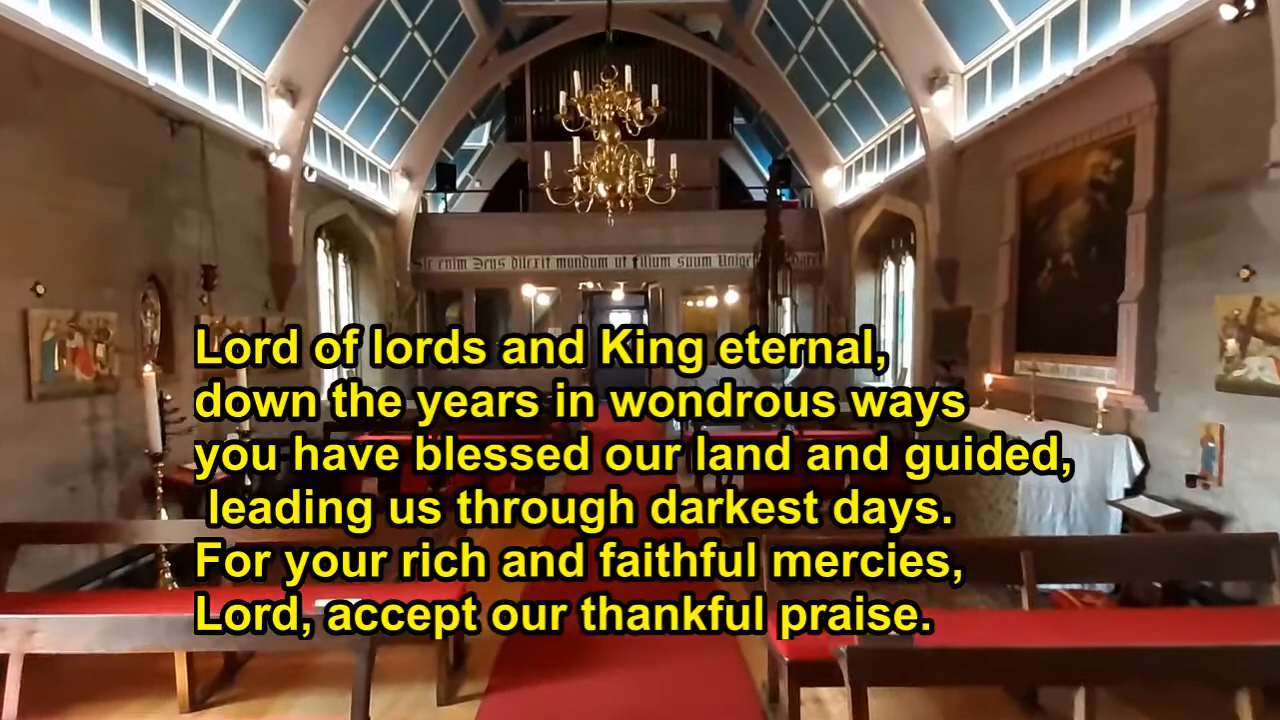 Sic enim Deus dilexit mundum ut filium suum
Lord of lords and King eternal,
down the years in wondrous ways
you have blessed our land and guided,
leading us through darkest days.
For your rich and faithful mercies,
Lord, accept our thankful praise.